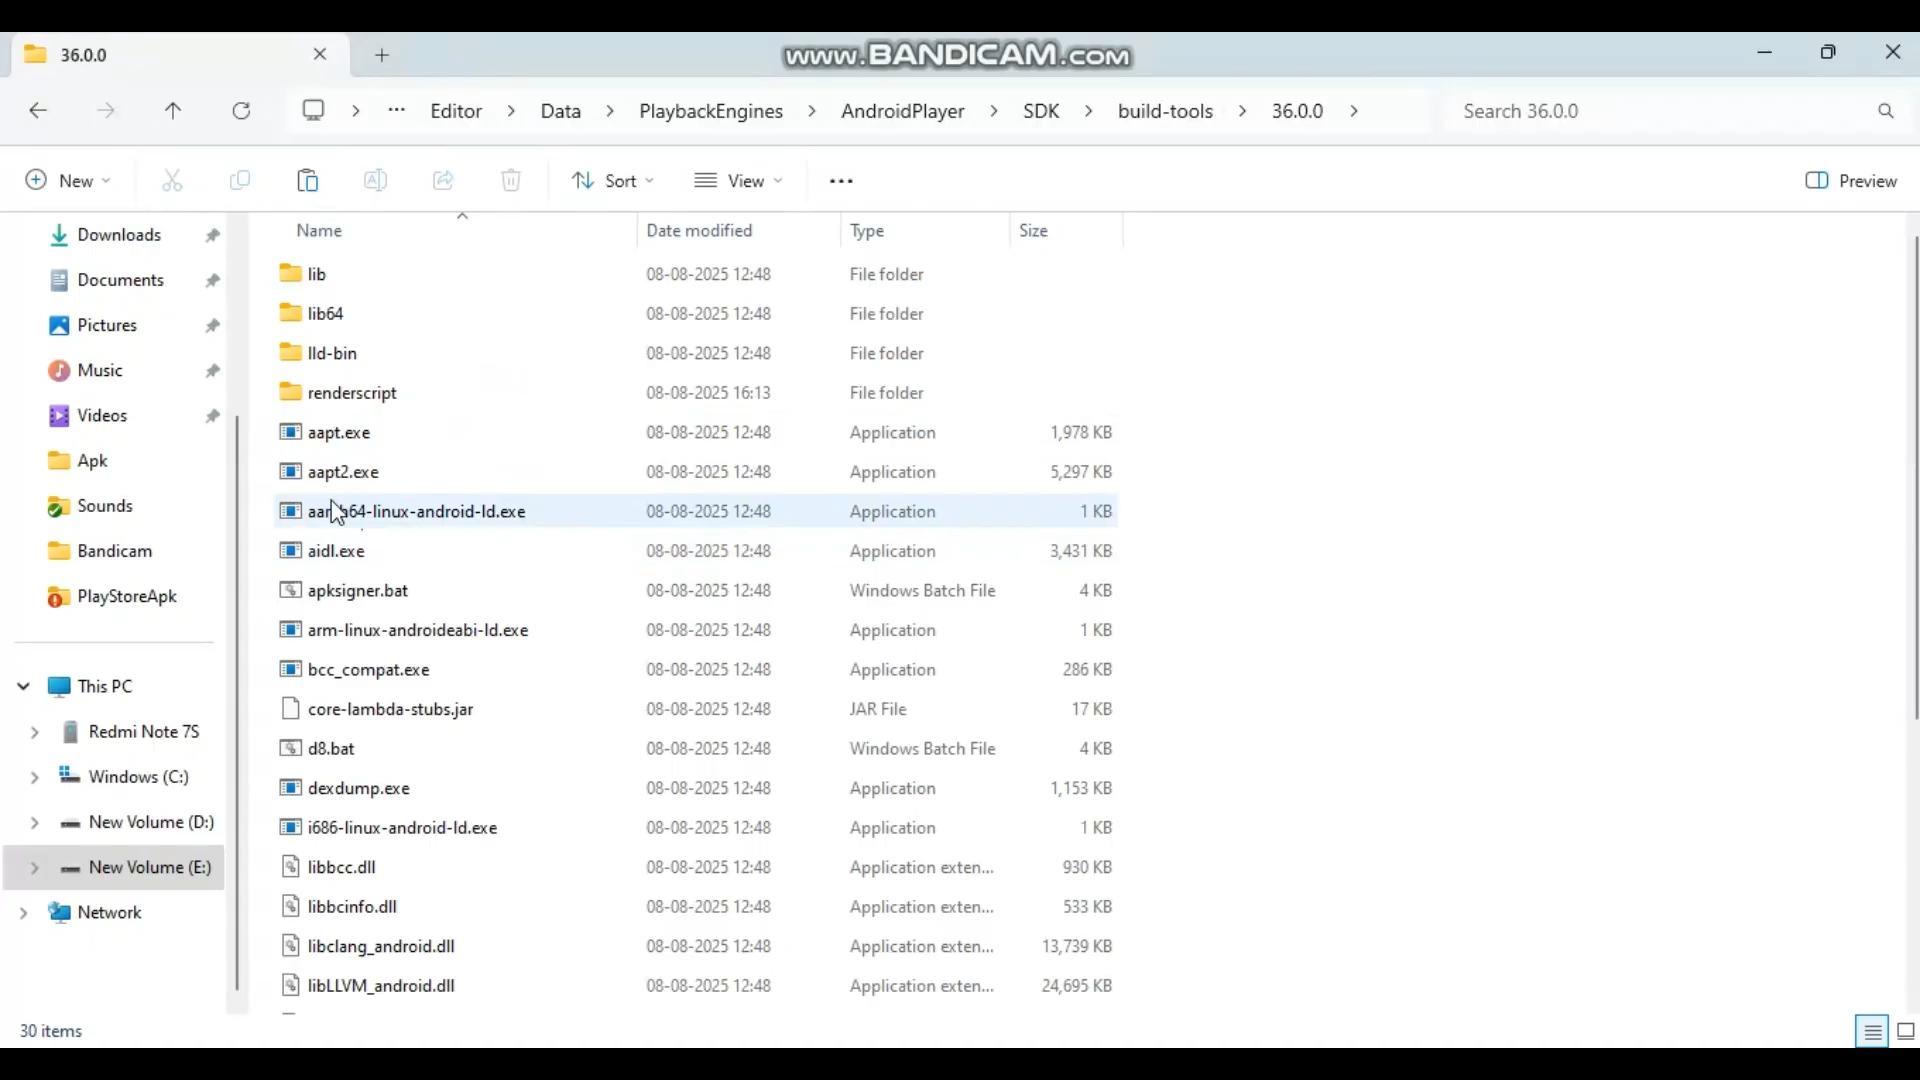 36.0.0
www.BANDICAM.com
Editor > Data > PlaybackEngines > AndroidPlayer > SDK > build-tools > 36.0.0 >
Search 36.0.0
New
Sort
View
Preview
Downloads
Documents
Pictures
Music
Videos
Apk
Sounds
Bandicam
PlayStoreApk
This PC
Redmi Note 7S
Windows (C:)
New Volume (D:)
New Volume (E:)
Network
Name Date modified Type Size
lib 08-08-2025 12:48 File folder
lib64 08-08-2025 12:48 File folder
lld-bin 08-08-2025 12:48 File folder
renderscript 08-08-2025 16:13 File folder
aapt.exe 08-08-2025 12:48 Application 1,978 KB
aapt2.exe 08-08-2025 12:48 Application 5,297 KB
08-08-2025 12:48 Application 1 KB
aidl.exe 08-08-2025 12:48 Application 3,431 KB
apksigner.bat 08-08-2025 12:48 Windows Batch File 4 KB
arm-linux-androideabi-ld.exe 08-08-2025 12:48 Application 1 KB
bcc_compat.exe 08-08-2025 12:48 Application 286 KB
core-lambda-stubs.jar 08-08-2025 12:48 JAR File 17 KB
d8.bat 08-08-2025 12:48 Windows Batch File 4 KB
dexdump.exe 08-08-2025 12:48 Application 1,153 KB
i686-linux-android-ld.exe 08-08-2025 12:48 Application 1 KB
libbcc.dll 08-08-2025 12:48 Application exten... 930 KB
libbcinfo.dll 08-08-2025 12:48 Application exten... 533 KB
libclang_android.dll 08-08-2025 12:48 Application exten... 13,739 KB
libLLVM_android.dll 08-08-2025 12:48 Application exten... 24,695 KB
30 items